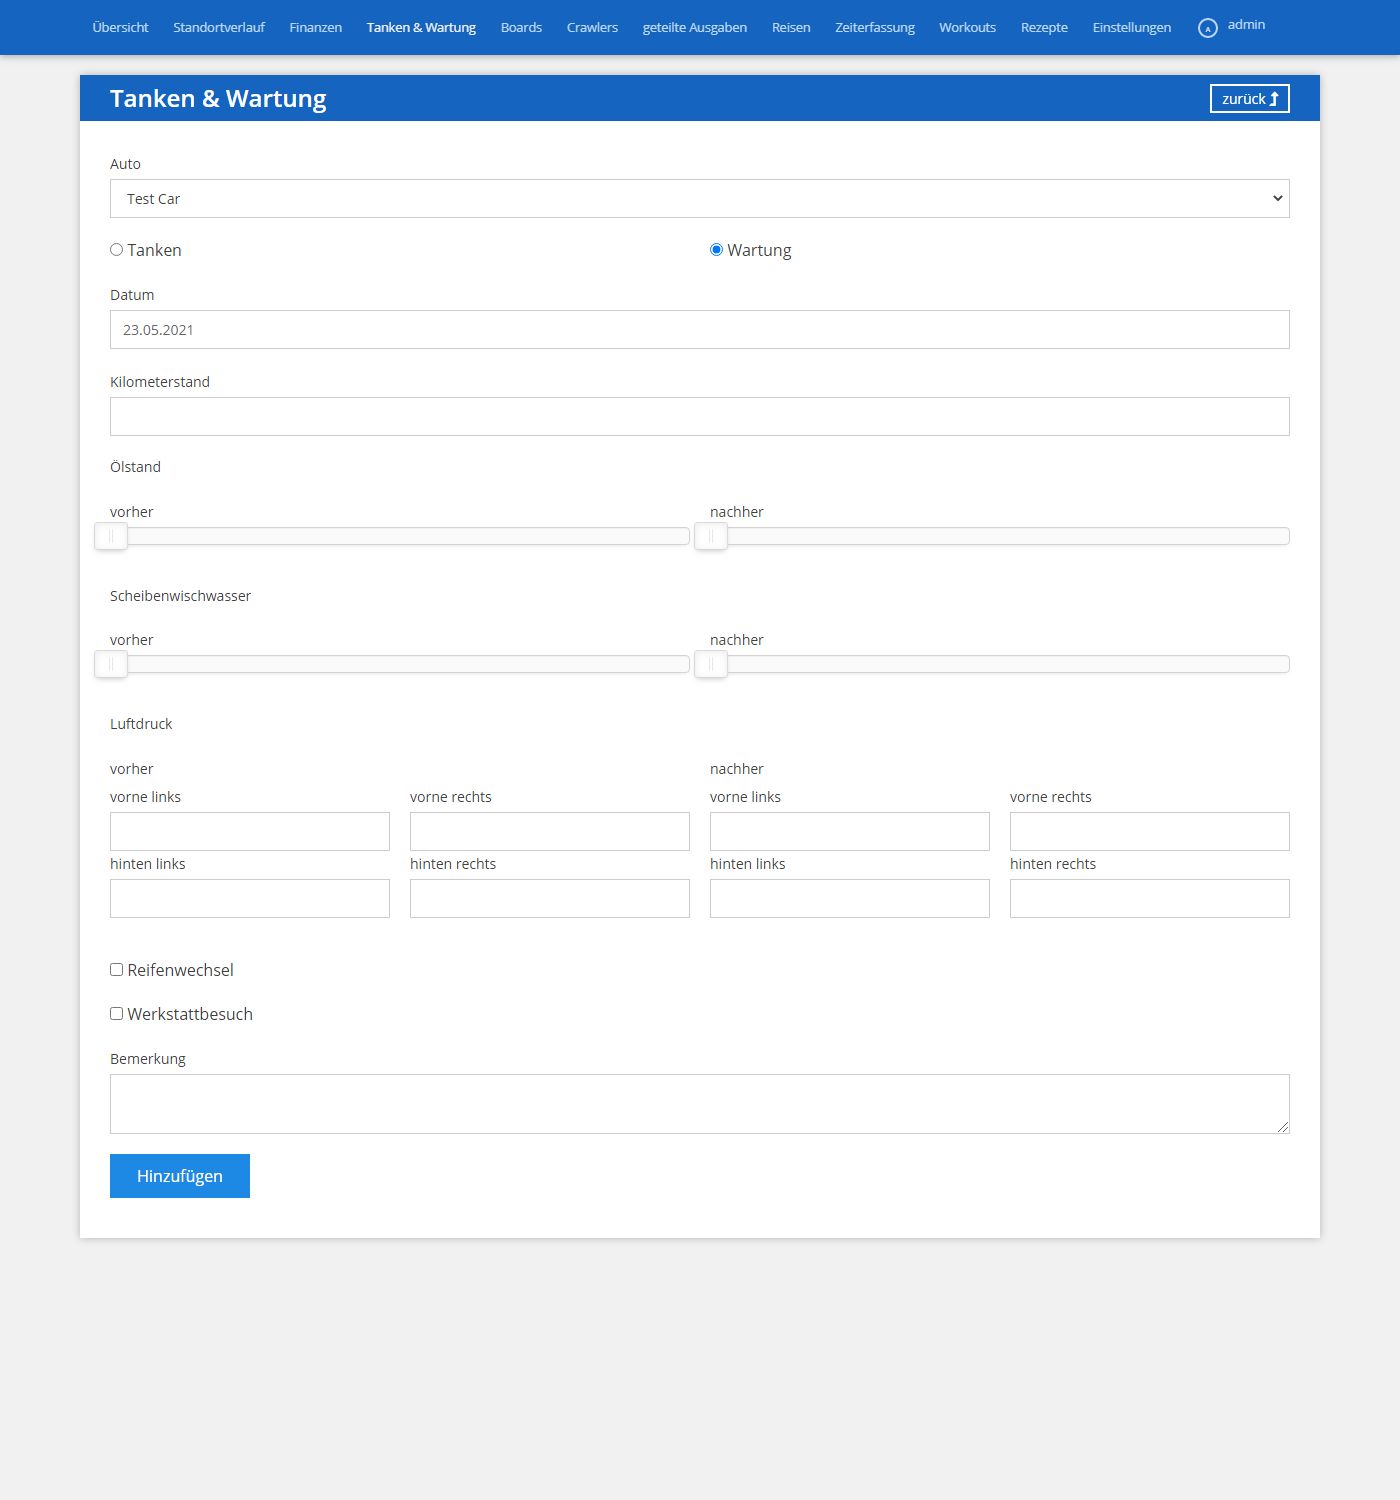 Übersicht Standortverlauf Finanzen Tanken & Wartung Boards Crawlers geteilte Ausgaben Reisen Zeiterfassung Workouts Rezepte Einstellungen A admin
Tanken & Wartung zurück
Auto
Test Car
Tanken Wartung
Datum
23.05.2021
Kilometerstand
Ölstand
vorher nachher
Scheibenwischwasser
vorher nachher
Luftdruck
vorher nachher
vorne links vorne rechts vorne links vorne rechts
hinten links hinten rechts hinten links hinten rechts
Reifenwechsel
Werkstattbesuch
Bemerkung
Hinzufügen